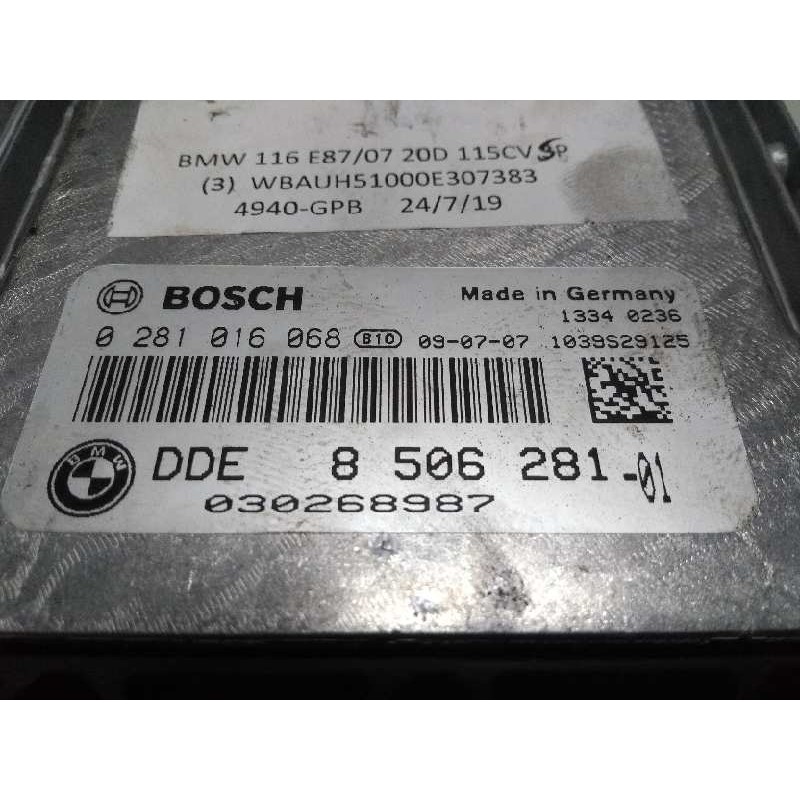 BMW 116 E87/07 20D 115CV 5P
(3) WBAUH51000E307383
4940-GPB 24/7/19
BOSCH
Made in Germany
1334 0236
0 281 016 068 B10 09-07-07 1039S29125
BMW
DDE 8 506 281-01
030268987